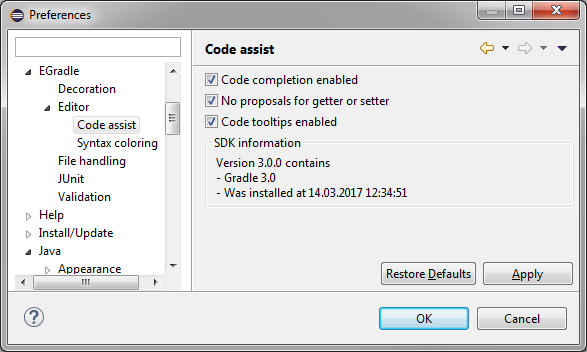 Preferences
Code assist
EGradle
Decoration
Editor
Code assist
Syntax coloring
File handling
JUnit
Validation
Help
Install/Update
Java
Appearance
Code completion enabled
No proposals for getter or setter
Code tooltips enabled
SDK information
Version 3.0.0 contains
- Gradle 3.0
- Was installed at 14.03.2017 12:34:51
Restore Defaults
Apply
?
OK
Cancel